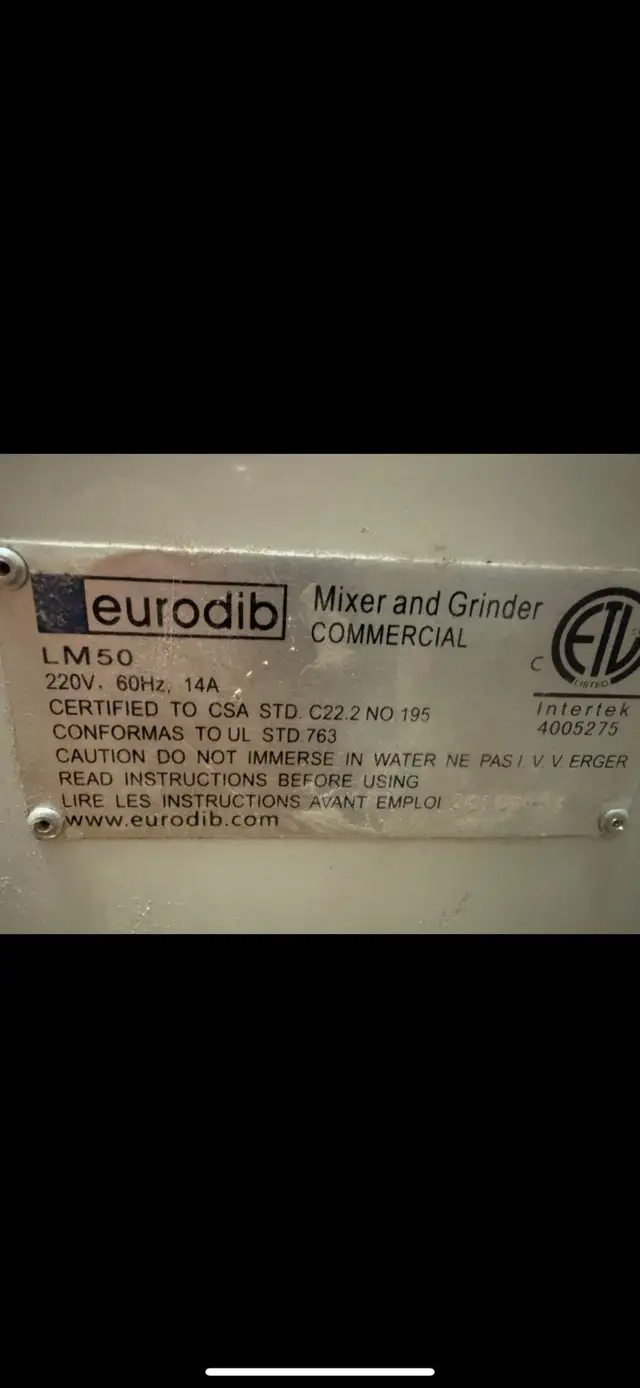 eurodib
Mixer and Grinder
COMMERCIAL
LM50
220V, 60Hz, 14A
CERTIFIED TO CSA STD. C22.2 NO 195
CONFORMAS TO UL STD.763
CAUTION DO NOT IMMERSE IN WATER NE PAS I V V ERGER
READ INSTRUCTIONS BEFORE USING
LIRE LES INSTRUCTIONS AVANT EMPLOI
www.eurodib.com
C ETL
LISTED
Intertek
4005275